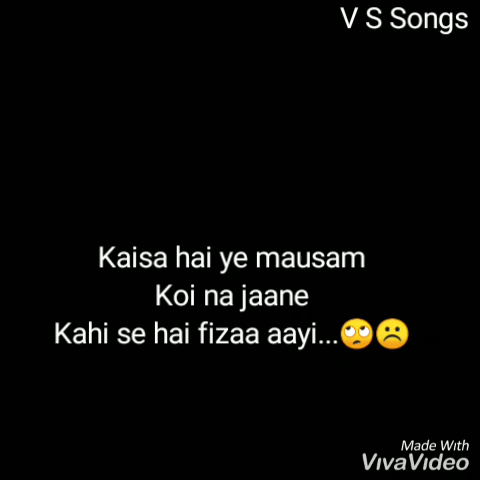 V S Songs
Kaisa hai ye mausam
Koi na jaane
Kahi se hai fizaa aayi...🙄☹️
Made With
VivaVideo